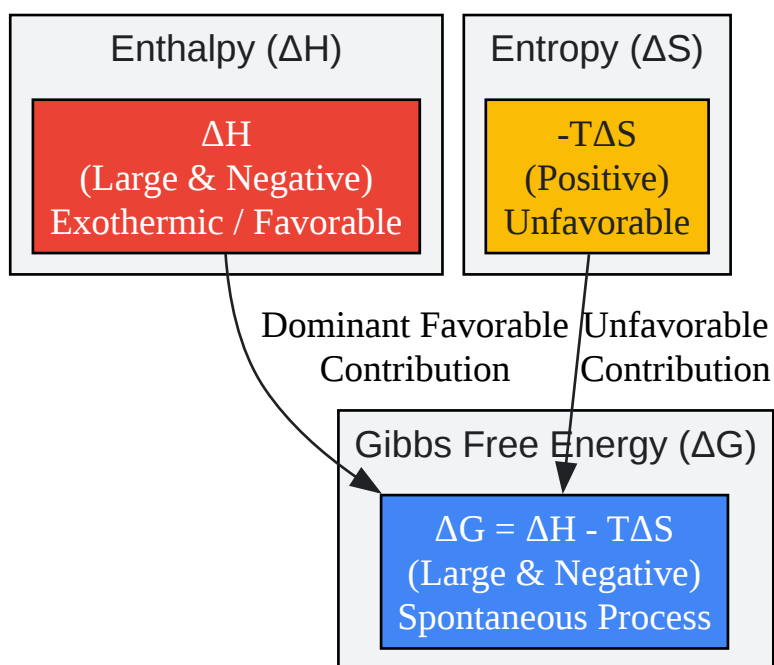 Enthalpy (ΔH)
ΔH
(Large & Negative)
Exothermic / Favorable
Entropy (ΔS)
-TΔS
(Positive)
Unfavorable
Dominant Favorable
Contribution
Unfavorable
Contribution
Gibbs Free Energy (ΔG)
ΔG = ΔH - TΔS
(Large & Negative)
Spontaneous Process